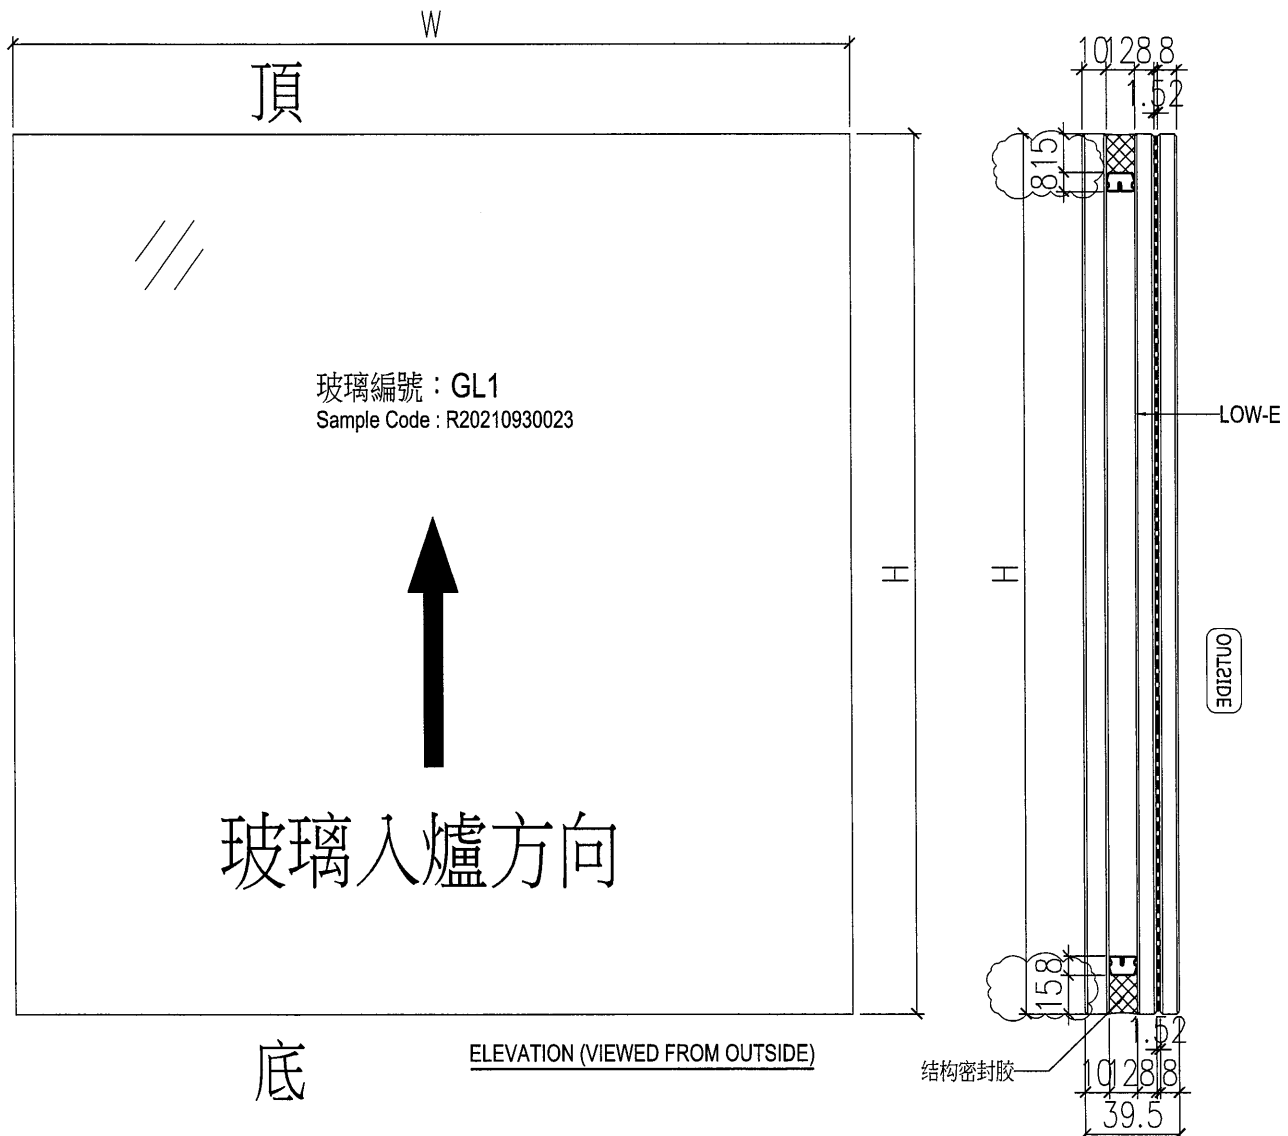 W
頂
10 12 8 8
1.52
15
8
玻璃編號：GL1
Sample Code : R20210930023
LOW-E
H
H
OUTSIDE
玻璃入爐方向
8
15
底
ELEVATION (VIEWED FROM OUTSIDE)
结构密封胶
1.52
10 12 8 8
39.5